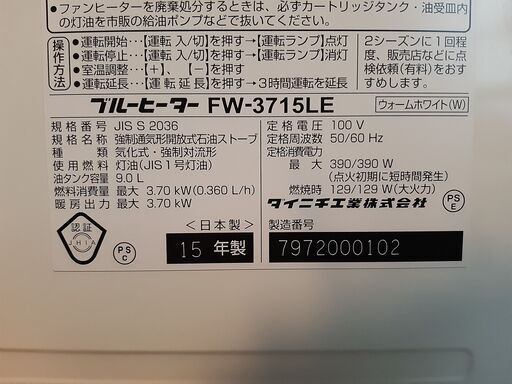 ●ファンヒーターを廃棄処分するときは、必ずカートリッジタンク・油受皿内
の灯油を市販の給油ポンプなどで抜いてください。
操作方法
●運転開始…【運転 入/切】を押す→【運転ランプ】点灯
●運転停止…【運転 入/切】を押す→【運転ランプ】消灯
●室温調整…【+】、【-】を押す
●運転延長…【運転延長】を押す→3時間運転を延長
2シーズンに1回程
度、販売店などに点
検依頼(有料)をおす
すめします。
ブルーヒーター FW-3715LE
ウォームホワイト(W)
規格番号 JIS S 2036
規格名称 強制通気形開放式石油ストーブ
種類 気化式・強制対流形
使用燃料 灯油(JIS1号灯油)
油タンク容量 9.0 L
燃料消費量 最大 3.70 kW(0.360 L/h)
暖房出力 最大 3.70 kW
定格電圧 100 V
定格周波数 50/60 Hz
定格消費電力
最大 390/390 W
(点火初期に短時間発生)
燃焼時 129/129 W(大火力)
ダイニチ工業株式会社
PS
E
認証
JHIA
PS
C
<日本製>
15 年製
製造番号
7972000102